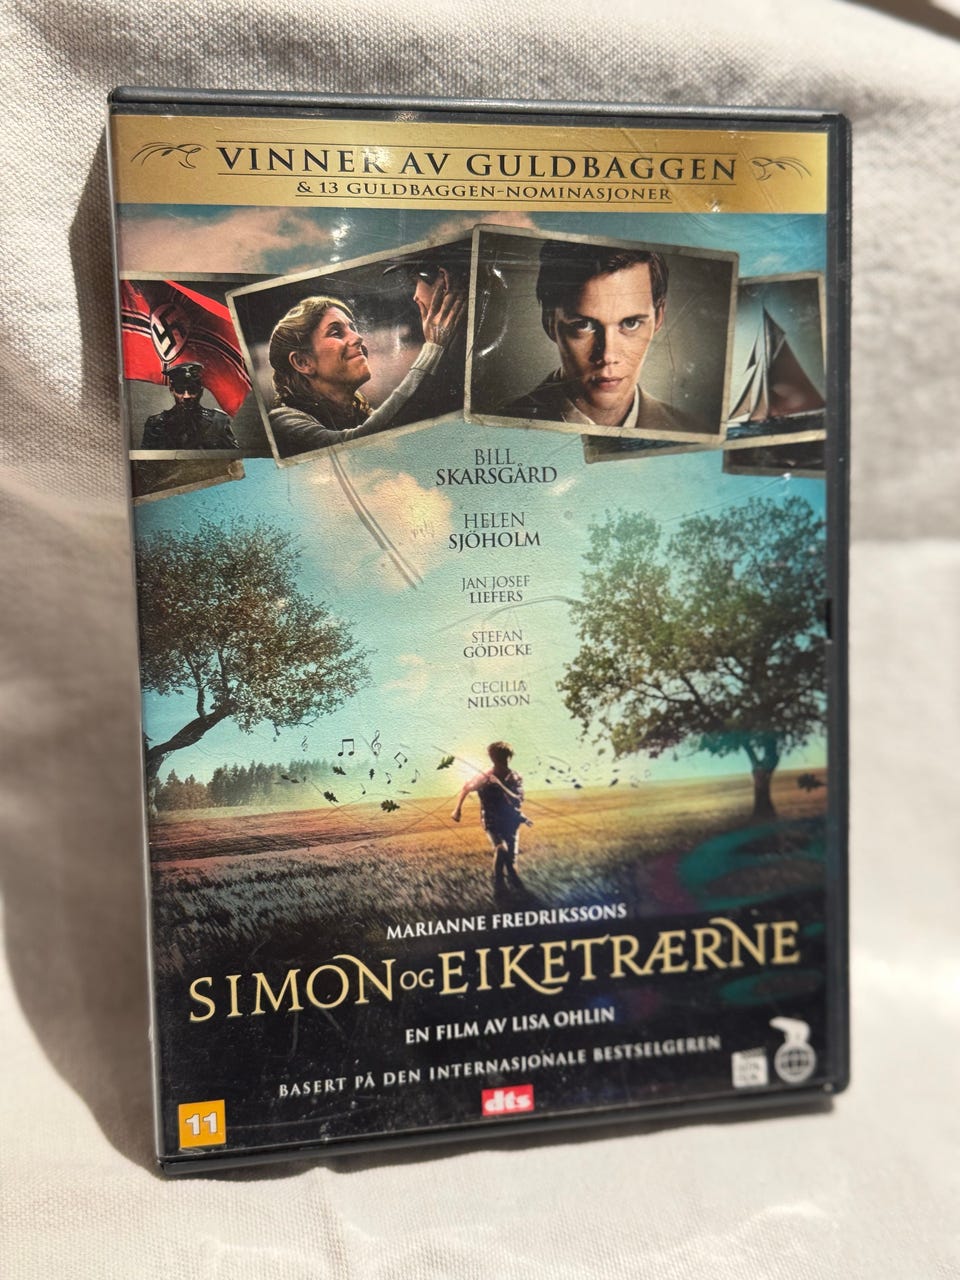 VINNER AV GULDBAGGEN
& 13 GULDBAGGEN-NOMINASJONER
BILL
SKARSGÅRD
HELEN
SJÖHOLM
JAN JOSEF
LIEFERS
STEFAN
GÖDICKE
CECILIA
NILSSON
MARIANNE FREDRIKSSONS
SIMON OG EIKETRÆRNE
EN FILM AV LISA OHLIN
BASERT PÅ DEN INTERNASJONALE BESTSELGEREN
dts
11